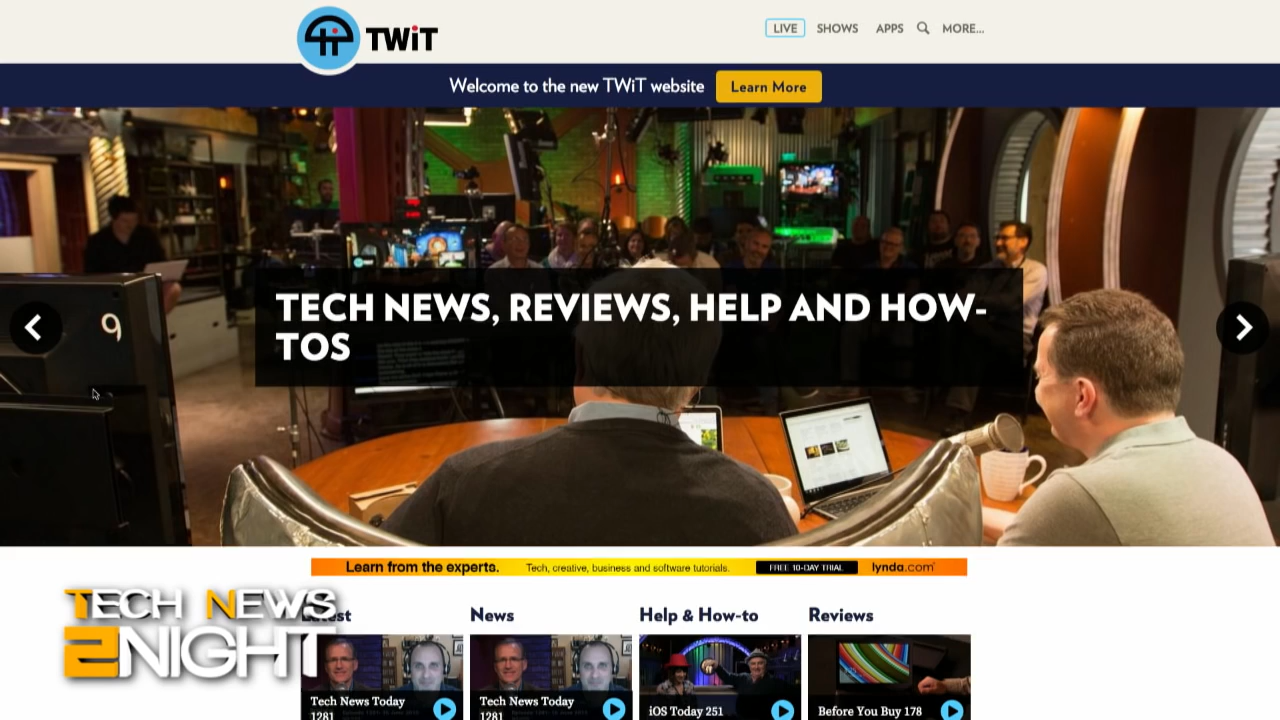 TWiT
LIVE
SHOWS
APPS
MORE...
Welcome to the new TWiT website
Learn More
9
TECH NEWS, REVIEWS, HELP AND HOW-
TOS
Learn from the experts.
Tech, creative, business and software tutorials.
FREE 10-DAY TRIAL
lynda.com
TECH NEWS
2NIGHT
Latest
News
Help & How-to
Reviews
Tech News Today
1281
Tech News Today
1281
iOS Today 251
Before You Buy 178